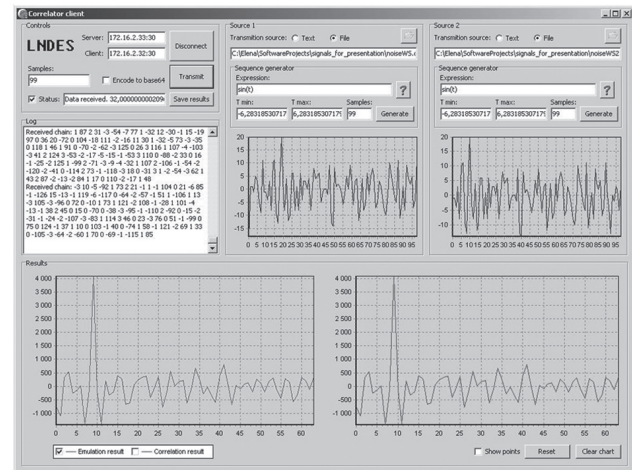 Correlator client
Controls
LNDES
Server: 172.16.2.33:30
Client: 172.16.2.32:30
Disconnect
Samples:
99
Encode to base64
Transmit
Status: Data received. 32,0000000002096
Save results
Log
Received chain: 1 87 2 31 -3 -54 -7 77 1 -32 12 -30 -1 15 -19
97 0 36 20 -72 0 104 -18 111 -2 -16 11 30 1 -32 -5 73 -3 -35
0 118 1 46 1 91 0 -70 -2 -62 -3 125 0 26 3 116 1 107 -4 -103
-3 41 2 124 3 -53 -2 -17 -5 -15 -1 -53 3 110 0 -88 -2 33 0 16
-1 -25 -2 125 1 -99 2 -71 -3 -9 -4 -32 1 107 2 -106 -1 -54 -2
-120 -2 -41 0 -114 2 73 -1 -118 -3 18 0 -31 3 1 -2 -54 -3 62 1
43 2 87 -2 -13 -2 84 1 17 0 110 -2 -17 1 48
Received chain: -3 10 -5 -92 1 73 2 21 -1 1 -1 104 0 21 -6 85
-1 -126 15 -13 -1 119 -6 -117 0 -64 -2 -57 -1 51 1 -106 1 13
-3 105 -3 -96 0 72 0 -10 1 73 1 121 -2 108 -1 -28 1 101 -4
-13 -1 38 2 45 0 15 0 -70 0 -38 -3 -95 -1 -110 2 -92 0 -15 -2
-31 -1 -24 -2 -107 -3 -83 1 114 3 46 0 23 -3 76 0 51 -1 -99 0
75 0 124 -1 37 1 10 0 103 -1 40 0 -74 1 58 -1 121 -2 69 1 33
0 -105 -3 -64 -2 -60 1 70 0 -69 -1 -115 1 85
Source 1
Transmition source: Text File
C:\Elena\SoftwareProjects\signals_for_presentation\noiseWS.
Sequence generator
Expression:
sin(t)
?
T min: T max: Samples:
-6,28318530717 6,283185307179 99 Generate
20
15
10
5
0
-5
-10
-15
0 5 10 15 20 25 30 35 40 45 50 55 60 65 70 75 80 85 90 95
Source 2
Transmition source: Text File
C:\Elena\SoftwareProjects\signals_for_presentation\noiseWS2
Sequence generator
Expression:
sin(t)
?
T min: T max: Samples:
-6,28318530717 6,283185307179 99 Generate
20
15
10
5
0
-5
-10
0 5 10 15 20 25 30 35 40 45 50 55 60 65 70 75 80 85 90 95
Results
4 000
3 500
3 000
2 500
2 000
1 500
1 000
500
0
-500
-1 000
0 5 10 15 20 25 30 35 40 45 50 55 60
4 000
3 500
3 000
2 500
2 000
1 500
1 000
500
0
-500
-1 000
0 5 10 15 20 25 30 35 40 45 50 55 60
Emulation result Correlation result
Show points Reset Clear chart